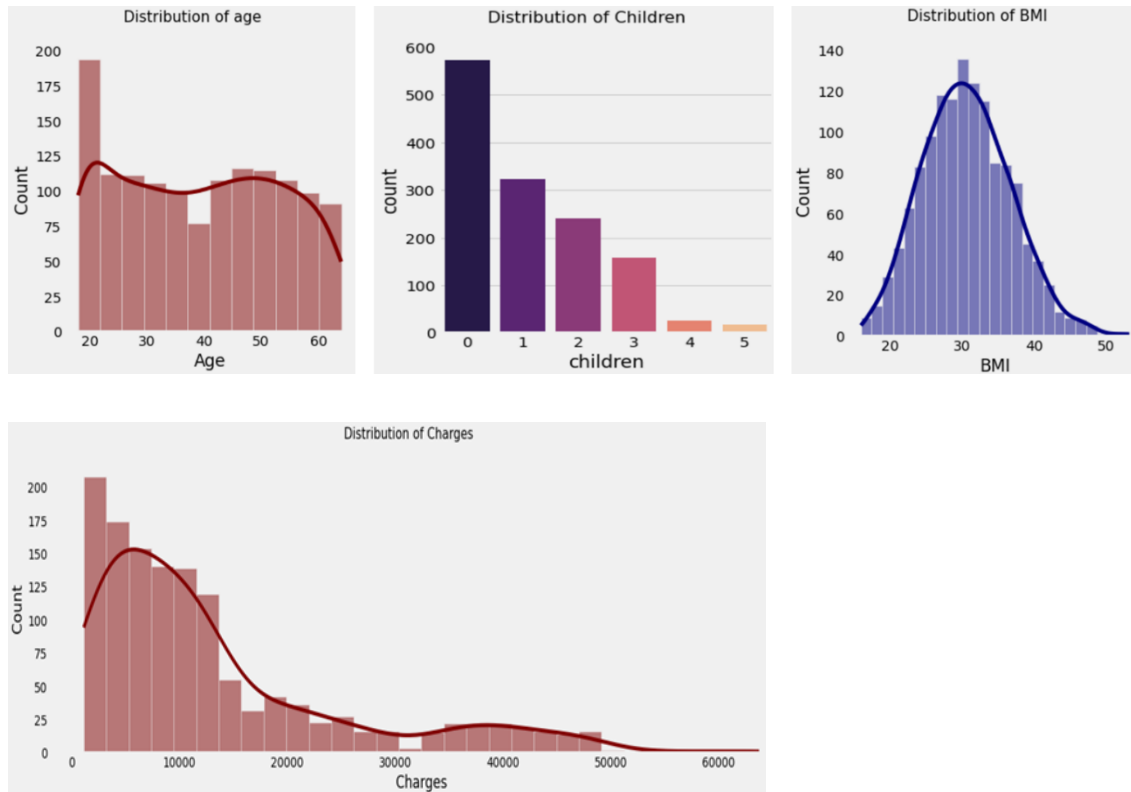 Distribution of age
200
175
150
125
100
75
50
25
0
Count
20 30 40 50 60
Age
Distribution of Children
600
500
400
300
200
100
0
count
0 1 2 3 4 5
children
Distribution of BMI
140
120
100
80
60
40
20
0
Count
20 30 40 50
BMI
Distribution of Charges
200
175
150
125
100
75
50
25
0
Count
0 10000 20000 30000 40000 50000 60000
Charges